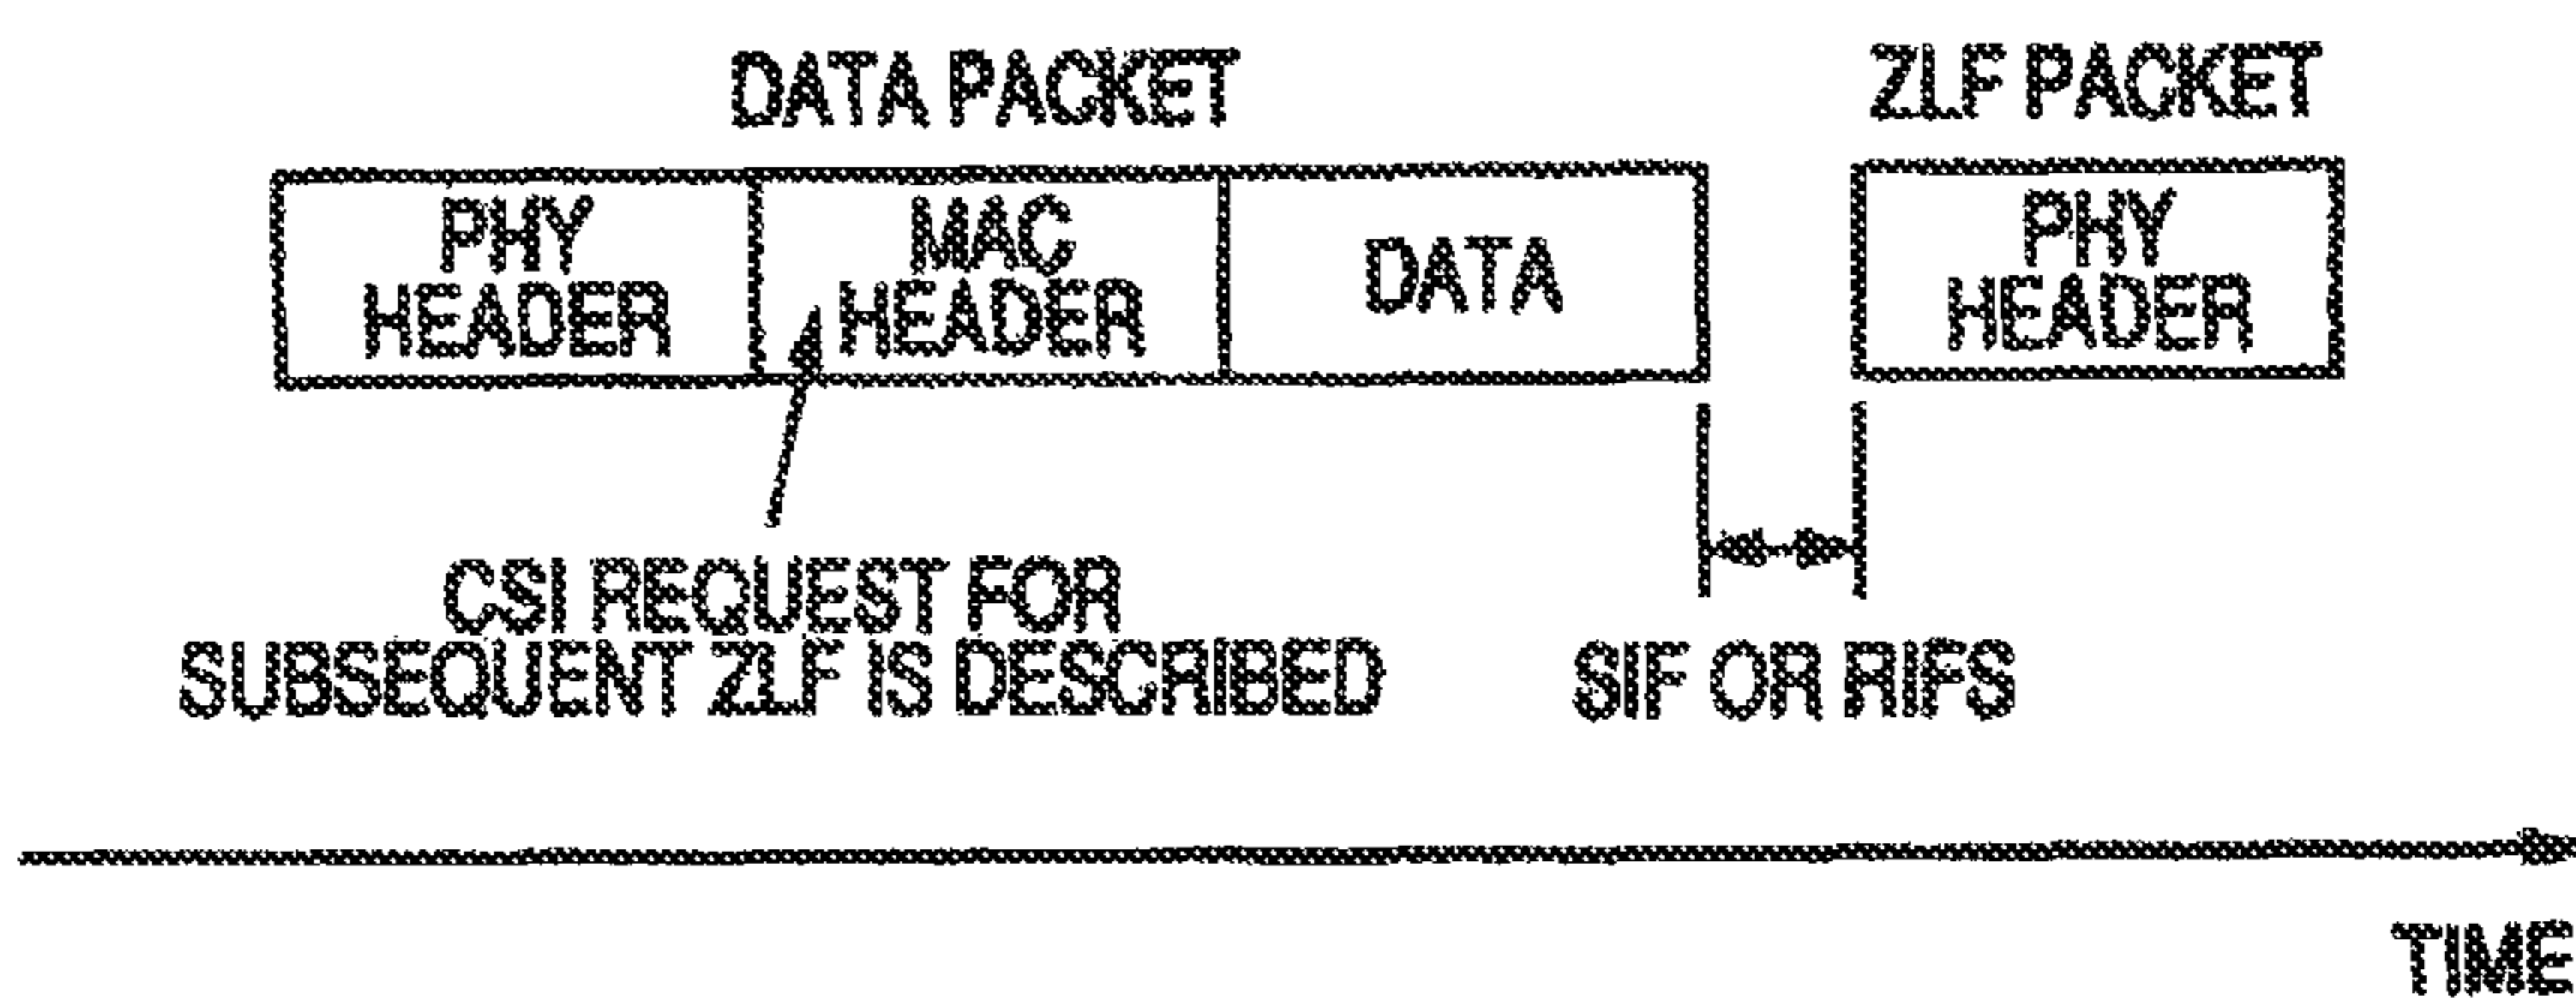 DATA PACKET
ZLF PACKET
PHY
HEADER
MAC
HEADER
DATA
PHY
HEADER
CSI REQUEST FOR
SUBSEQUENT ZLF IS DESCRIBED
SIF OR RIFS
TIME